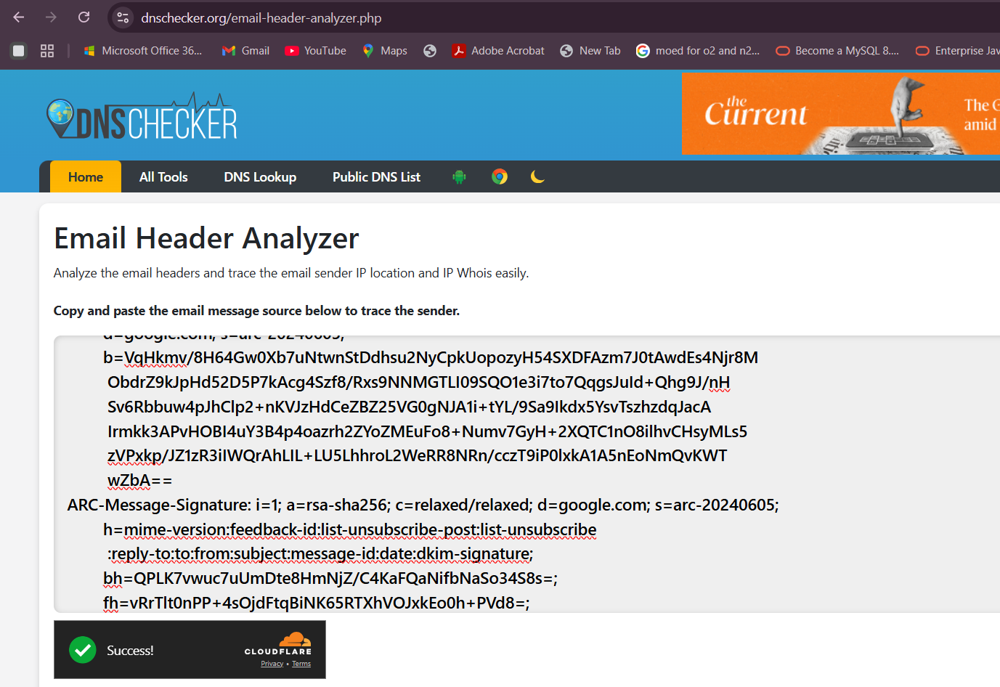 dnschecker.org/email-header-analyzer.php
Microsoft Office 36... Gmail YouTube Maps Adobe Acrobat New Tab moed for o2 and n2... Become a MySQL 8.... Enterprise Jav
DNSCHECKER
the Current
The G
amid
Home All Tools DNS Lookup Public DNS List
Email Header Analyzer
Analyze the email headers and trace the email sender IP location and IP Whois easily.
Copy and paste the email message source below to trace the sender.
d=google.com; s=arc-20240605;
b=VqHkmv/8H64Gw0Xb7uNtwnStDdhsu2NyCpkUopozyH54SXDFAzm7J0tAwdEs4Njr8M
ObdrZ9kJpHd52D5P7kAcg4Szf8/Rxs9NNMGTLI09SQO1e3i7to7QqgsJuId+Qhg9J/nH
Sv6Rbbuw4pJhClp2+nKVJzHdCeZBZ25VG0gNJA1i+tYL/9Sa9Ikdx5YsvTszhzdqJacA
Irmkk3APvHOBI4uY3B4p4oazrh2ZYoZMEuFo8+Numv7GyH+2XQTC1nO8ilhvCHsyMLs5
zVPxkp/JZ1zR3iIWQrAhLIL+LU5LhhroL2WeRR8NRn/cczT9iP0lxkA1A5nEoNmQvKWT
wZbA==
ARC-Message-Signature: i=1; a=rsa-sha256; c=relaxed/relaxed; d=google.com; s=arc-20240605;
h=mime-version:feedback-id:list-unsubscribe-post:list-unsubscribe
:reply-to:to:from:subject:message-id:date:dkim-signature;
bh=QPLK7vwuc7uUmDte8HmNjZ/C4KaFQaNifbNaSo34S8s=;
fh=vRrTlt0nPP+4sOjdFtqBiNK65RTXhVOJxkEo0h+PVd8=;
Success!
CLOUDFLARE
Privacy • Terms